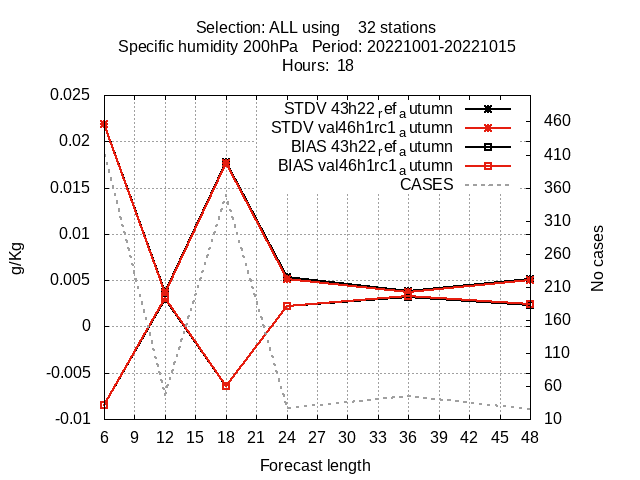 Selection: ALL using 32 stations
Specific humidity 200hPa Period: 20221001-20221015
Hours: 18
STDV 43h22_ref_autumn
STDV val46h1rc1_autumn
BIAS 43h22_ref_autumn
BIAS val46h1rc1_autumn
CASES
0.025
0.02
0.015
0.01
0.005
0
-0.005
-0.01
g/Kg
460
410
360
310
260
210
160
110
60
10
No cases
6 9 12 15 18 21 24 27 30 33 36 39 42 45 48
Forecast length